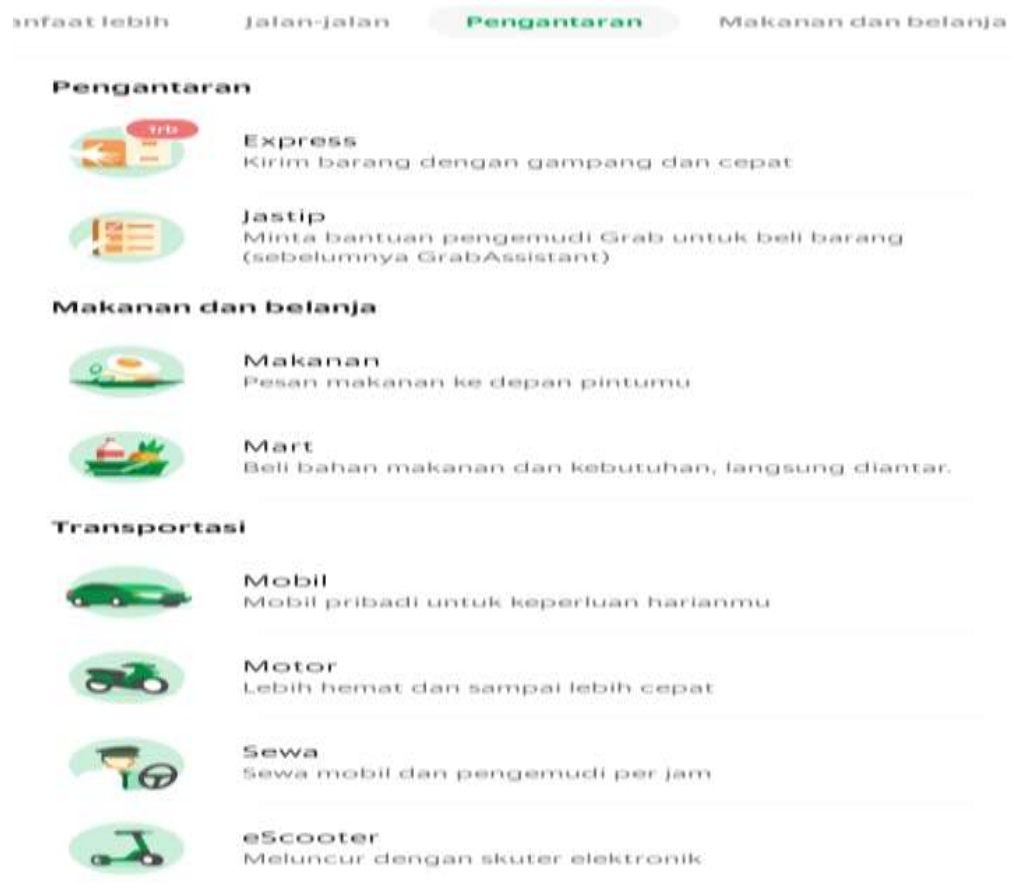 anfaat lebih Jalan-jalan Pengantaran Makanan dan belanja
Pengantaran
1rb
Express
Kirim barang dengan gampang dan cepat
Jastip
Minta bantuan pengemudi Grab untuk beli barang
(sebelumnya GrabAssistant)
Makanan dan belanja
Makanan
Pesan makanan ke depan pintumu
Mart
Beli bahan makanan dan kebutuhan, langsung diantar.
Transportasi
Mobil
Mobil pribadi untuk keperluan harianmu
Motor
Lebih hemat dan sampai lebih cepat
Sewa
Sewa mobil dan pengemudi per jam
eScooter
Meluncur dengan skuter elektronik